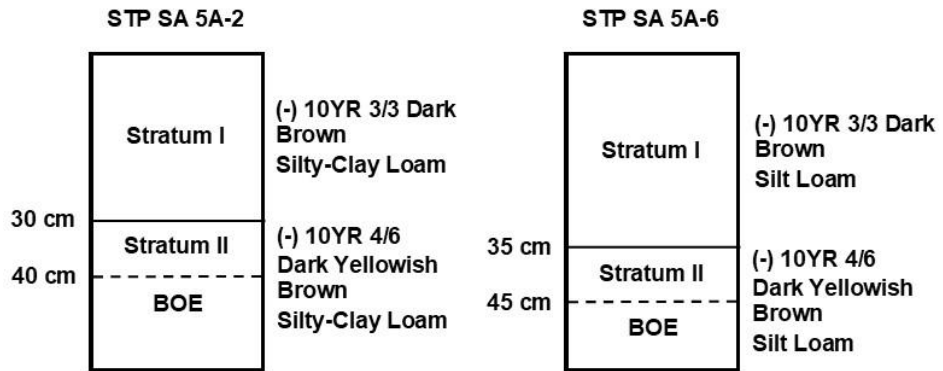 STP SA 5A-2
Stratum I
(-) 10YR 3/3 Dark
Brown
Silty-Clay Loam
30 cm
Stratum II
(-) 10YR 4/6
Dark Yellowish
Brown
Silty-Clay Loam
40 cm
BOE
STP SA 5A-6
Stratum I
(-) 10YR 3/3 Dark
Brown
Silt Loam
35 cm
Stratum II
(-) 10YR 4/6
Dark Yellowish
Brown
Silt Loam
45 cm
BOE